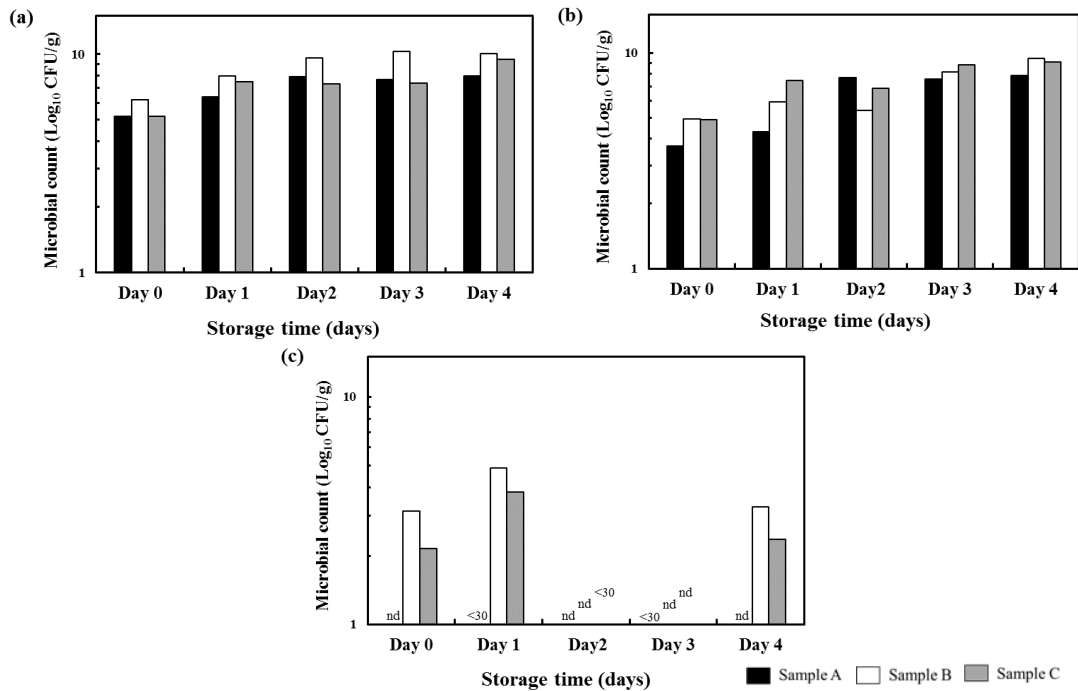 (a)
Microbial count (Log10 CFU/g)
10
1
Day 0 Day 1 Day2 Day 3 Day 4
Storage time (days)
(b)
Microbial count (Log10 CFU/g)
10
1
Day 0 Day 1 Day2 Day 3 Day 4
Storage time (days)
(c)
Microbial count (Log10 CFU/g)
10
1
nd <30 nd nd <30 <30 nd nd nd
Day 0 Day 1 Day2 Day 3 Day 4
Storage time (days)
Sample A Sample B Sample C